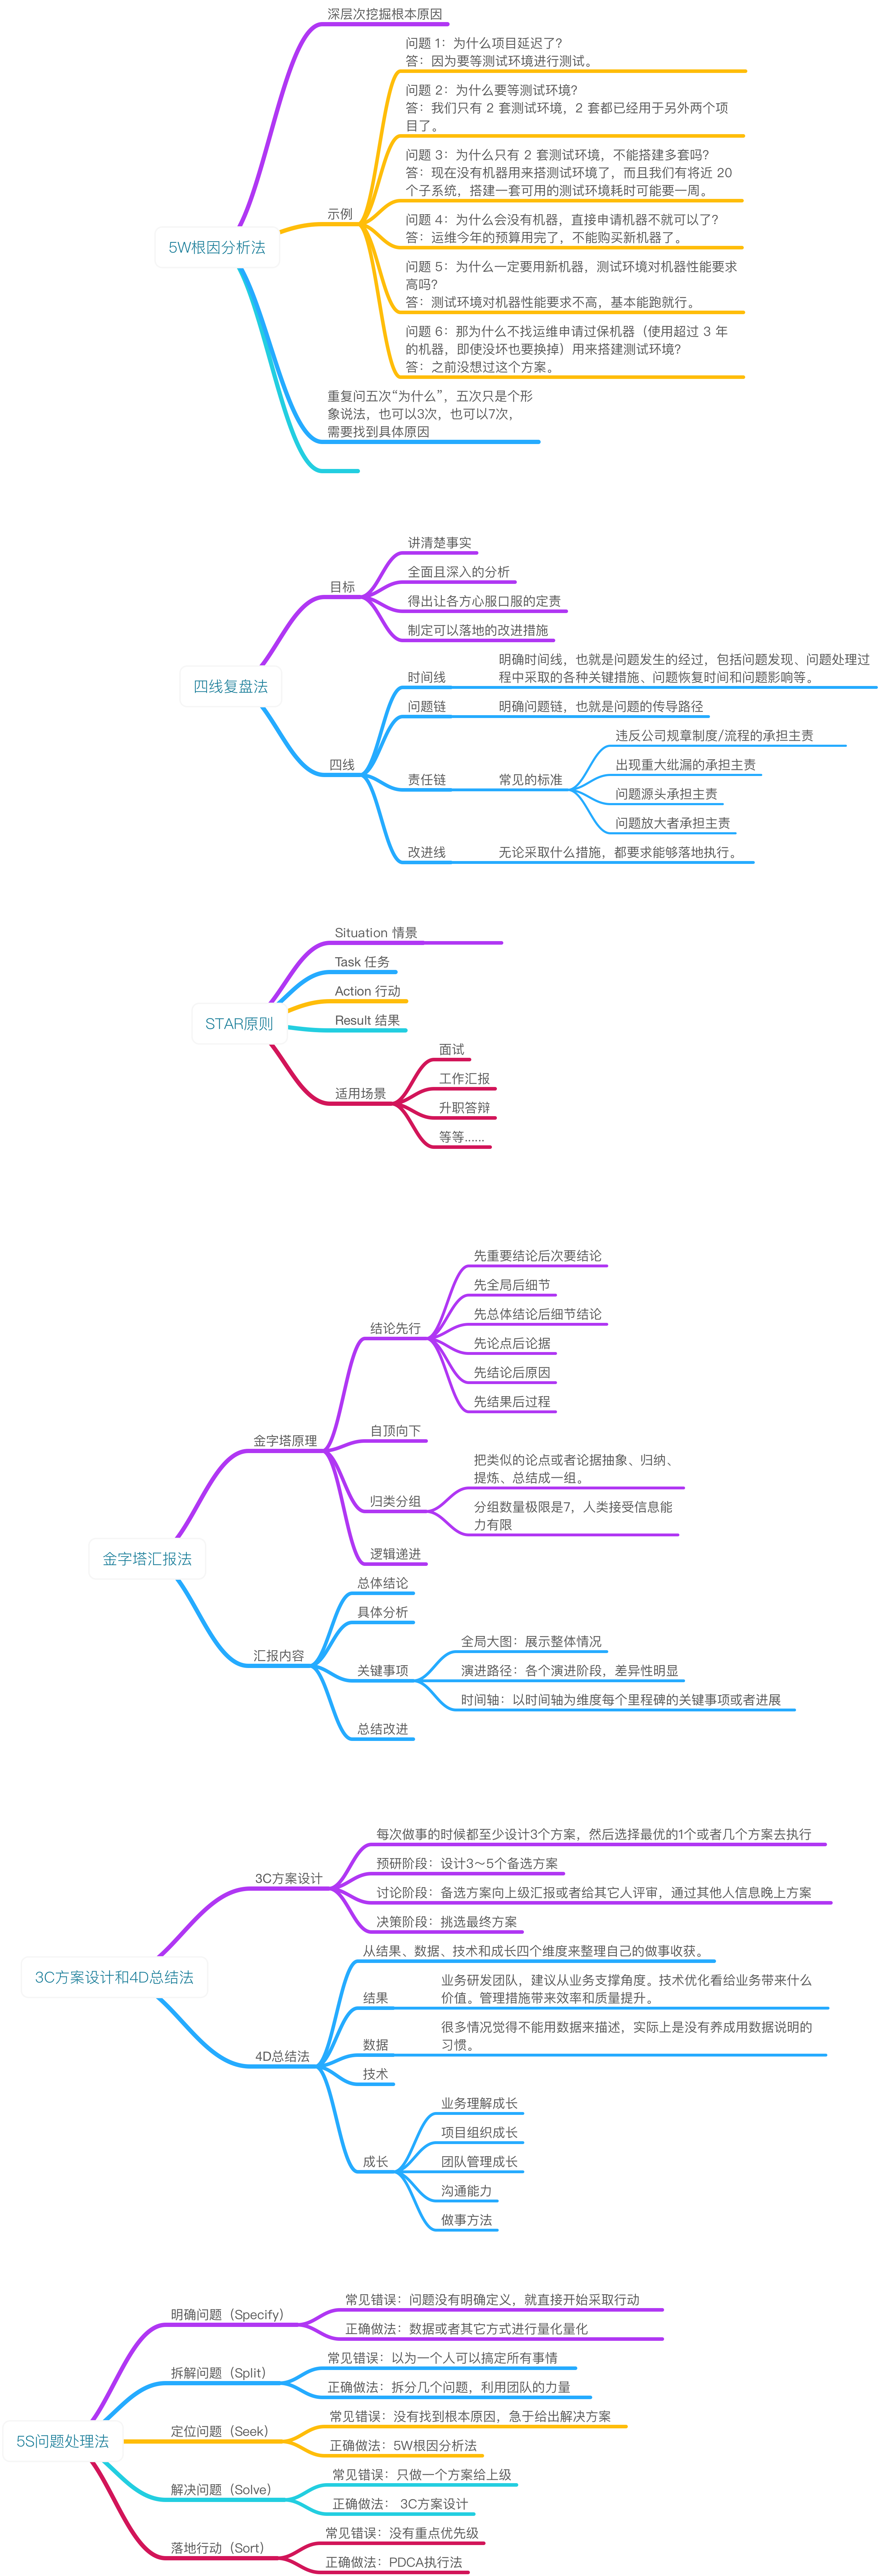 深层次挖掘根本原因
问题 1：为什么项目延迟了？
答：因为要等测试环境进行测试。
问题 2：为什么要等测试环境？
答：我们只有 2 套测试环境，2 套都已经用于另外两个项
目了。
问题 3：为什么只有 2 套测试环境，不能搭建多套吗？
答：现在没有机器用来搭测试环境了，而且我们有将近 20
个子系统，搭建一套可用的测试环境耗时可能要一周。
示例
问题 4：为什么会没有机器，直接申请机器不就可以了？
答：运维今年的预算用完了，不能购买新机器了。
5W根因分析法
问题 5：为什么一定要用新机器，测试环境对机器性能要求
高吗？
答：测试环境对机器性能要求不高，基本能跑就行。
问题 6：那为什么不找运维申请过保机器（使用超过 3 年
的机器，即使没坏也要换掉）用来搭建测试环境？
答：之前没想过这个方案。
重复问五次“为什么”，五次只是个形
象说法，也可以3次，也可以7次，
需要找到具体原因
讲清楚事实
全面且深入的分析
目标
得出让各方心服口服的定责
制定可以落地的改进措施
四线复盘法
时间线
明确时间线，也就是问题发生的经过，包括问题发现、问题处理过
程中采取的各种关键措施、问题恢复时间和问题影响等。
问题链
明确问题链，也就是问题的传导路径
四线
责任链
常见的标准
违反公司规章制度/流程的承担主责
出现重大纰漏的承担主责
问题源头承担主责
问题放大者承担主责
改进线
无论采取什么措施，都要求能够落地执行。
Situation 情景
Task 任务
Action 行动
STAR原则
Result 结果
适用场景
面试
工作汇报
升职答辩
等等......
先重要结论后次要结论
先全局后细节
先总体结论后细节结论
结论先行
先论点后论据
先结论后原因
先结果后过程
自顶向下
金字塔原理
把类似的论点或者论据抽象、归纳、
提炼、总结成一组。
归类分组
分组数量极限是7，人类接受信息能
力有限
逻辑递进
金字塔汇报法
总体结论
具体分析
汇报内容
关键事项
全局大图：展示整体情况
演进路径：各个演进阶段，差异性明显
时间轴：以时间轴为维度每个里程碑的关键事项或者进展
总结改进
每次做事的时候都至少设计3个方案，然后选择最优的1个或者几个方案去执行
预研阶段：设计3～5个备选方案
3C方案设计
讨论阶段：备选方案向上级汇报或者给其它人评审，通过其他人信息晚上方案
决策阶段：挑选最终方案
3C方案设计和4D总结法
从结果、数据、技术和成长四个维度来整理自己的做事收获。
结果
业务研发团队，建议从业务支撑角度。技术优化看给业务带来什么
价值。管理措施带来效率和质量提升。
4D总结法
数据
很多情况觉得不能用数据来描述，实际上是没有养成用数据说明的
习惯。
技术
成长
业务理解成长
项目组织成长
团队管理成长
沟通能力
做事方法
明确问题（Specify）
常见错误：问题没有明确定义，就直接开始采取行动
正确做法：数据或者其它方式进行量化量化
拆解问题（Split）
常见错误：以为一个人可以搞定所有事情
正确做法：拆分几个问题，利用团队的力量
5S问题处理法
定位问题（Seek）
常见错误：没有找到根本原因，急于给出解决方案
正确做法：5W根因分析法
解决问题（Solve）
常见错误：只做一个方案给上级
正确做法： 3C方案设计
落地行动（Sort）
常见错误：没有重点优先级
正确做法：PDCA执行法